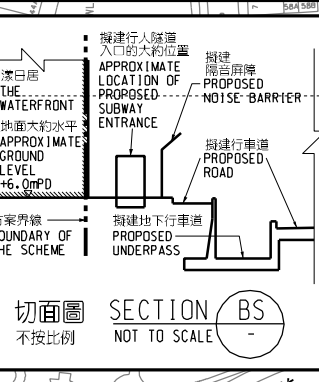 58A
58B
擬建行人隧道
入口的大約位置
APPROXIMATE
LOCATION OF
PROPOSED
SUBWAY
ENTRANCE
擬建
隔音屏障
PROPOSED
NOISE BARRIER
漾日居
THE
WATERFRONT
地面大約水平
APPROXIMATE
GROUND
LEVEL
+6.0mPD
擬建行車道
PROPOSED
ROAD
方案界線
OUNDARY OF
HE SCHEME
擬建地下行車道
PROPOSED
UNDERPASS
切面圖 SECTION BS
不按比例 NOT TO SCALE -